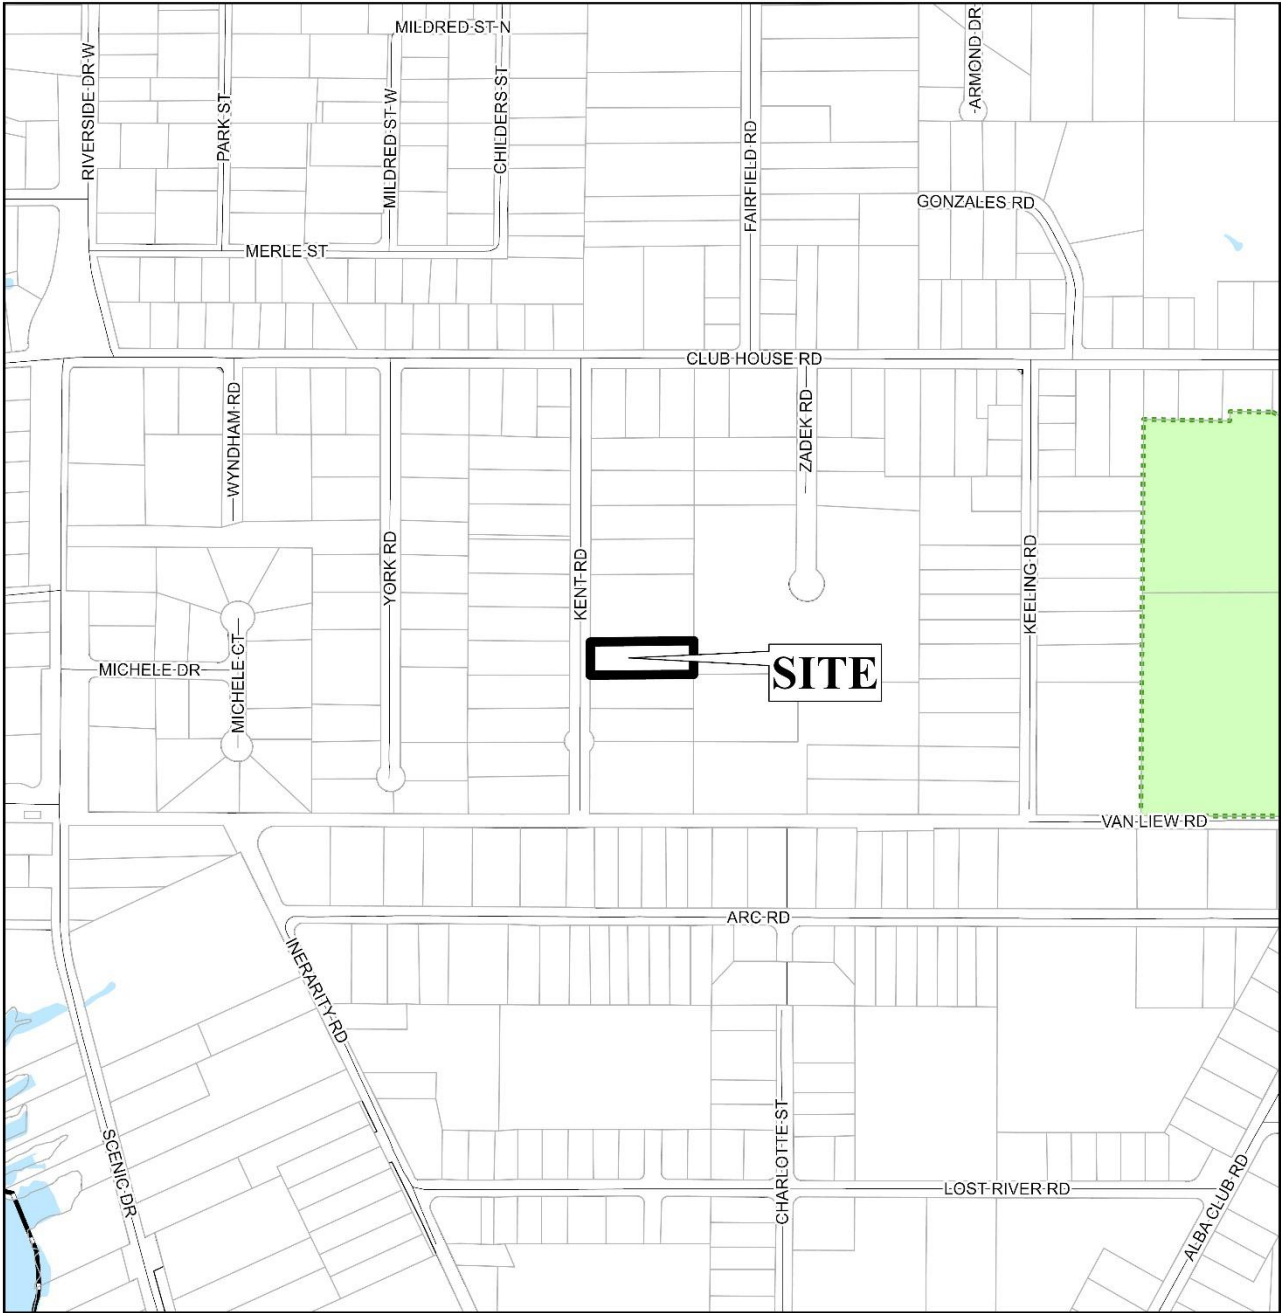 MILDRED ST N
ARMOND DR
RIVERSIDE DR W
PARK ST
MILDRED ST W
CHILDERS ST
FAIRFIELD RD
GONZALES RD
MERLE ST
CLUB HOUSE RD
WYNDHAM RD
ZADEK RD
YORK RD
KENT RD
KEELING RD
MICHELE DR
MICHELE CT
SITE
VAN LIEW RD
ARC RD
INERARITY RD
SCENIC DR
CHARLOTTE ST
LOST RIVER RD
ALBA CLUB RD